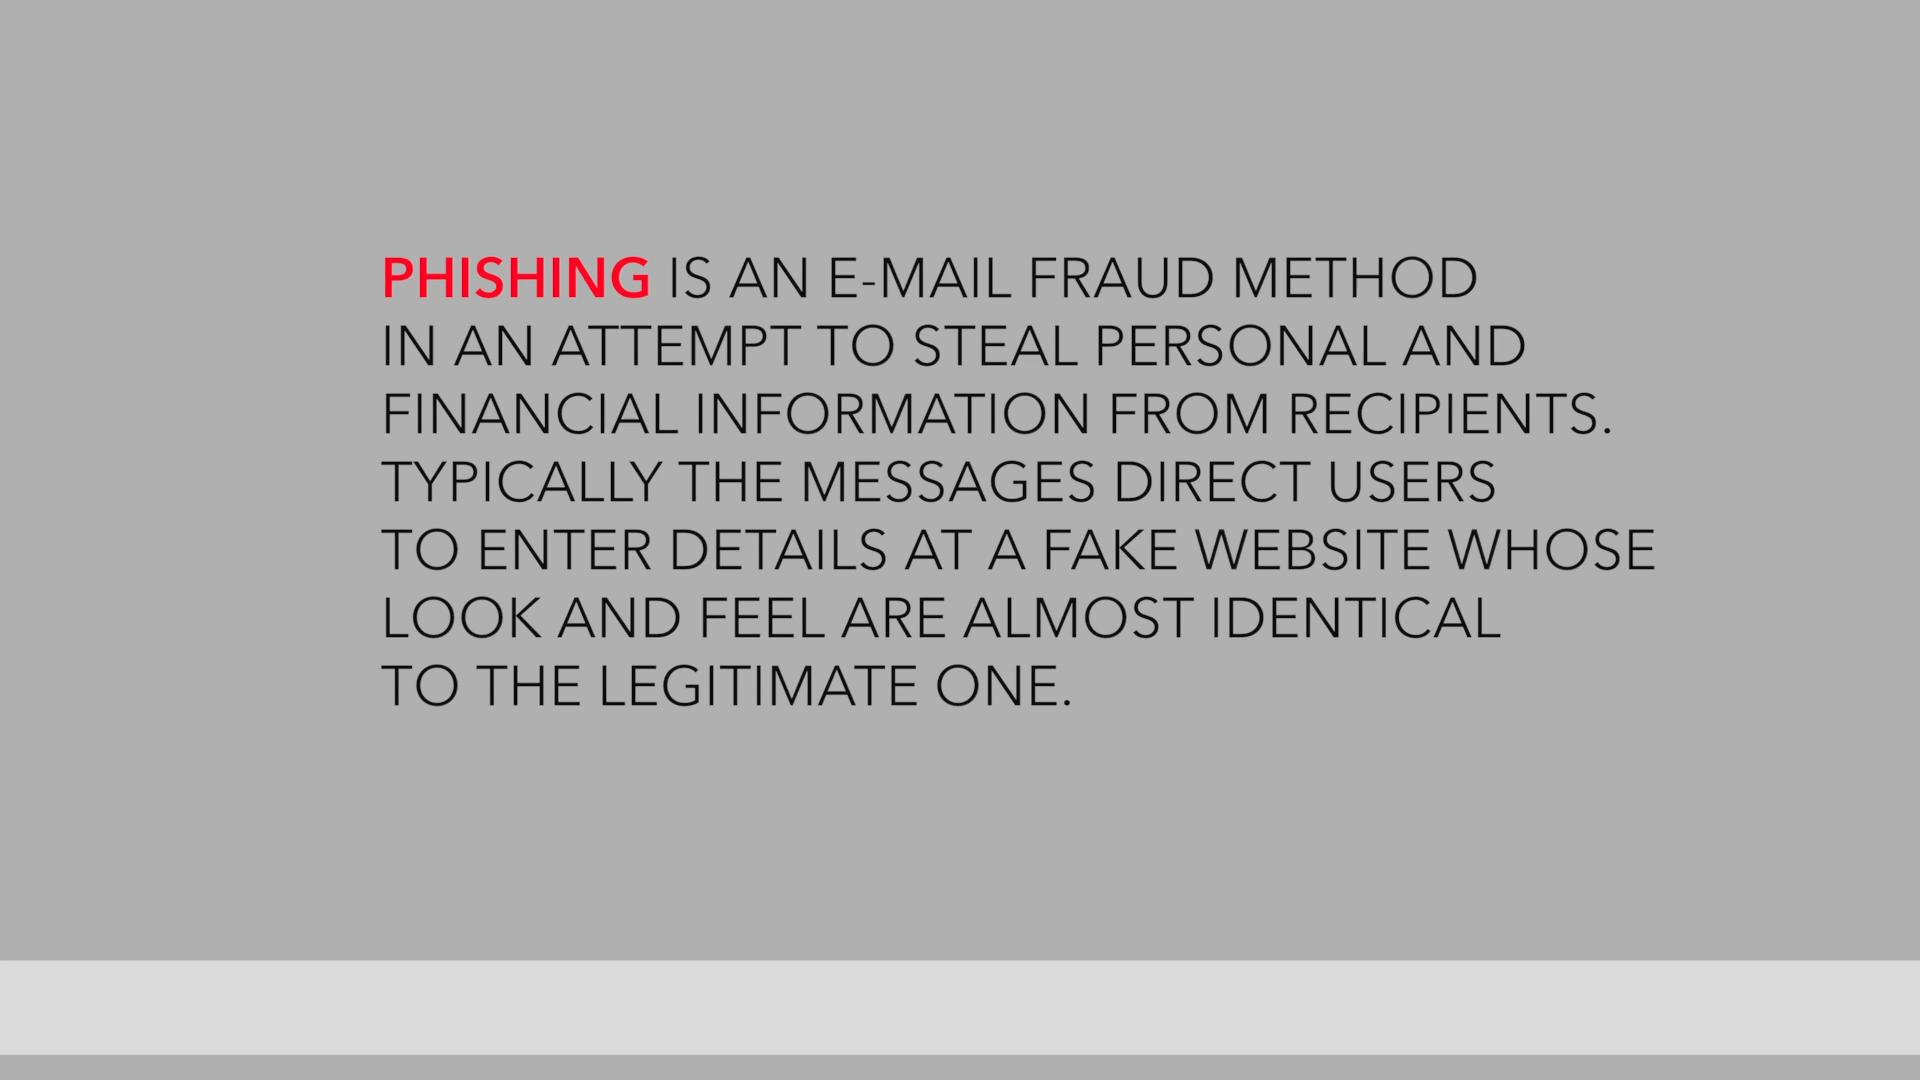 PHISHING IS AN E-MAIL FRAUD METHOD
IN AN ATTEMPT TO STEAL PERSONAL AND
FINANCIAL INFORMATION FROM RECIPIENTS.
TYPICALLY THE MESSAGES DIRECT USERS
TO ENTER DETAILS AT A FAKE WEBSITE WHOSE
LOOK AND FEEL ARE ALMOST IDENTICAL
TO THE LEGITIMATE ONE.